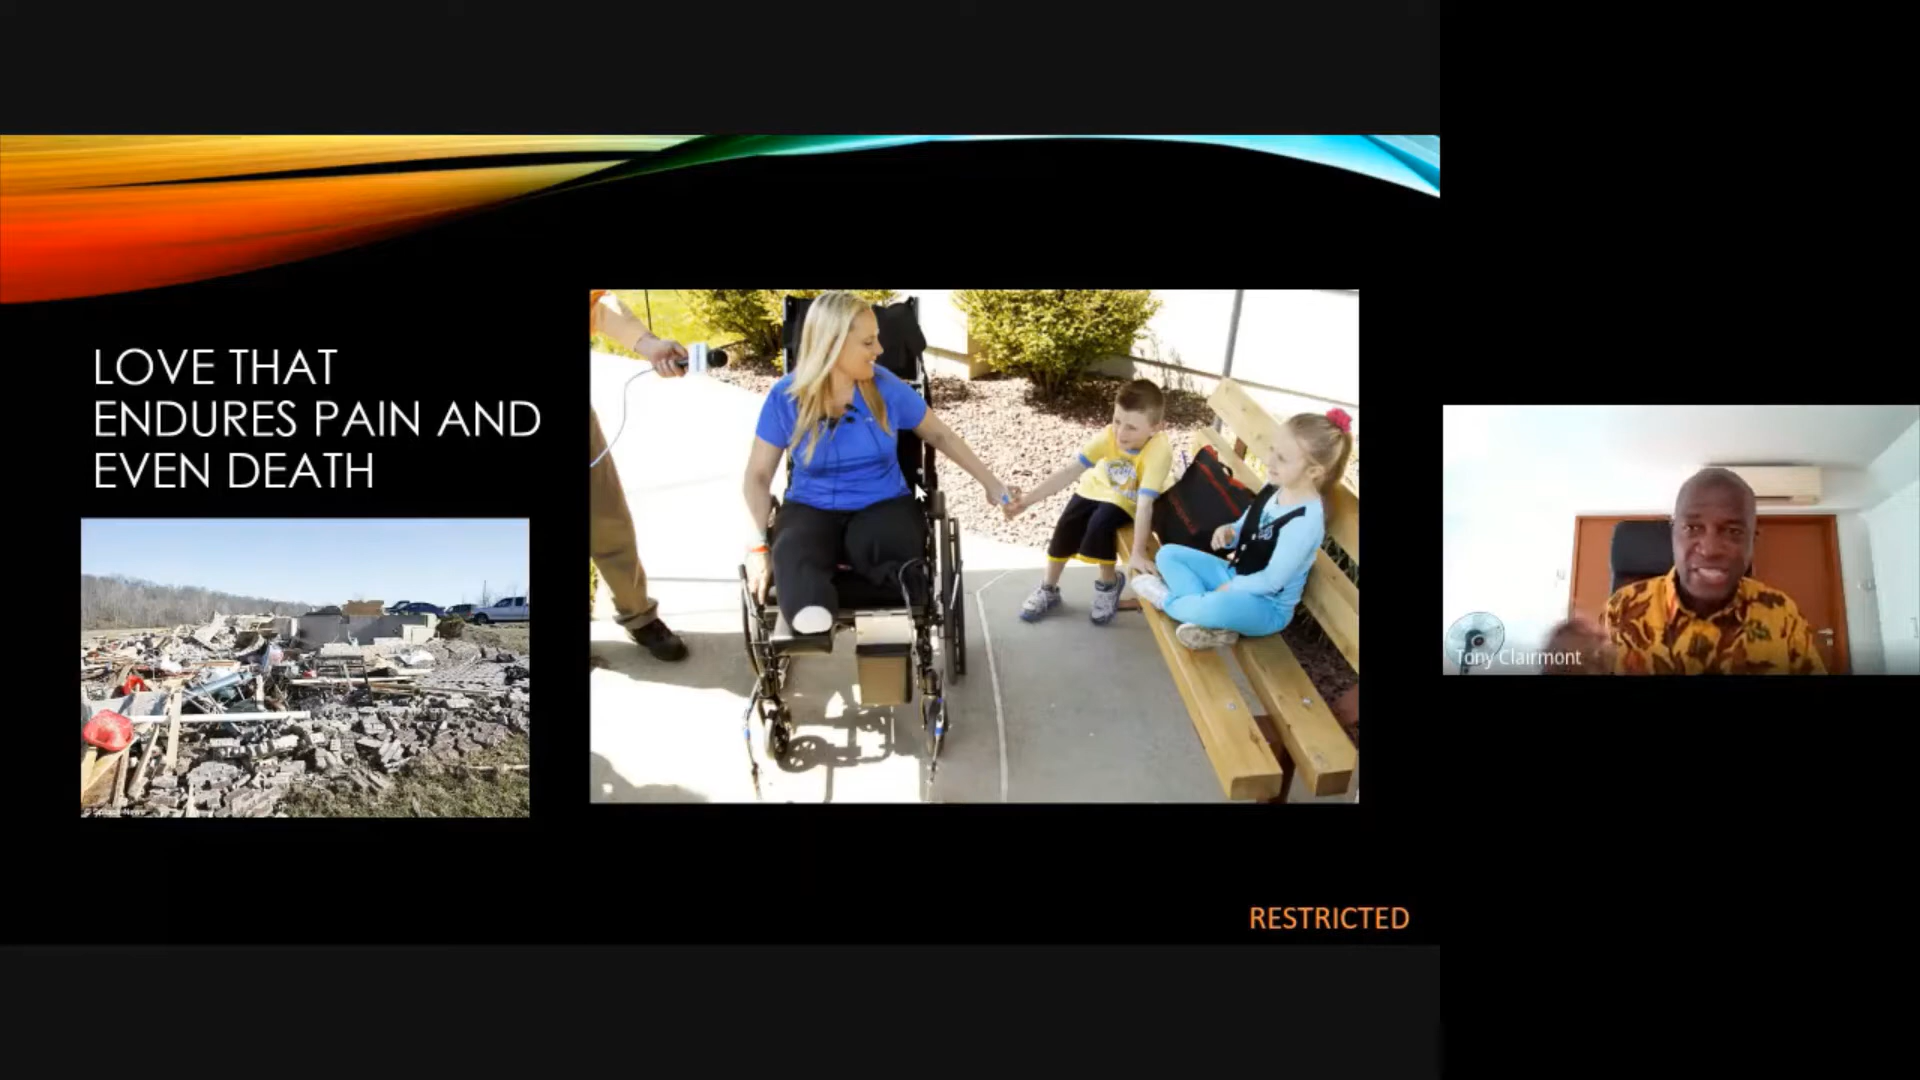 LOVE THAT
ENDURES PAIN AND
EVEN DEATH
RESTRICTED
Tony Clairmont